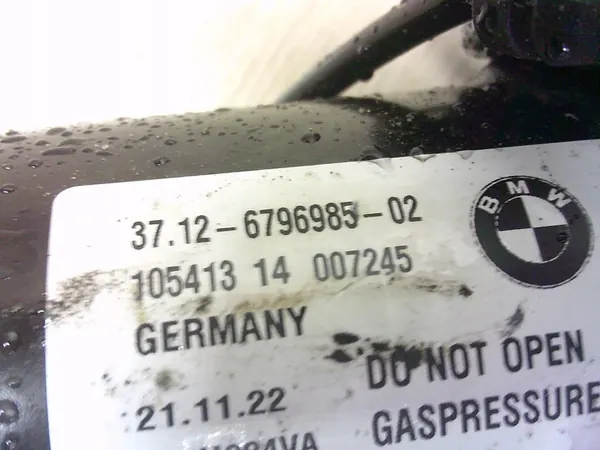 37.12-6796985-02
BMW
105413 14 007245
GERMANY
DO NOT OPEN
21.11.22
GASPRESSURE